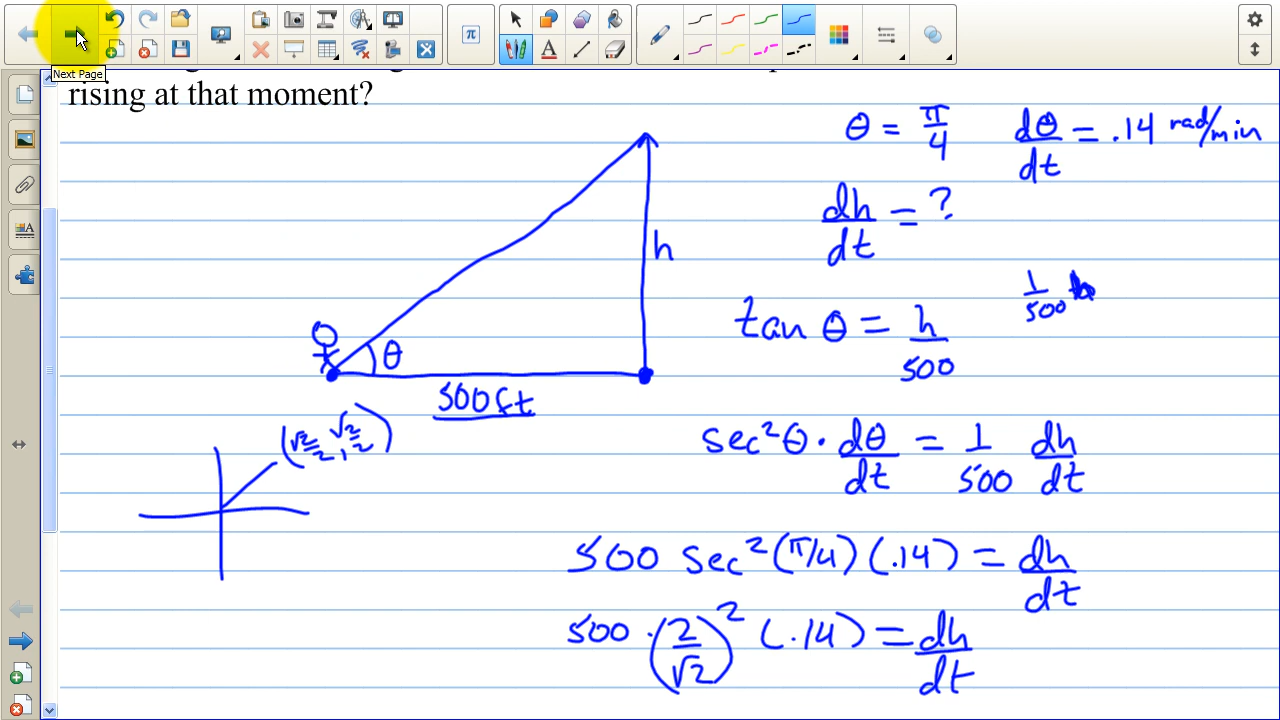 Next Page
rising at that moment?
θ = π/4
dθ/dt = .14 rad/min
dh/dt = ?
h
1/500
tan θ = h/500
θ
500 ft
(√2/2, √2/2)
sec²θ · dθ/dt = 1/500 dh/dt
500 sec²(π/4)(.14) = dh/dt
500 · (2/√2)² (.14) = dh/dt